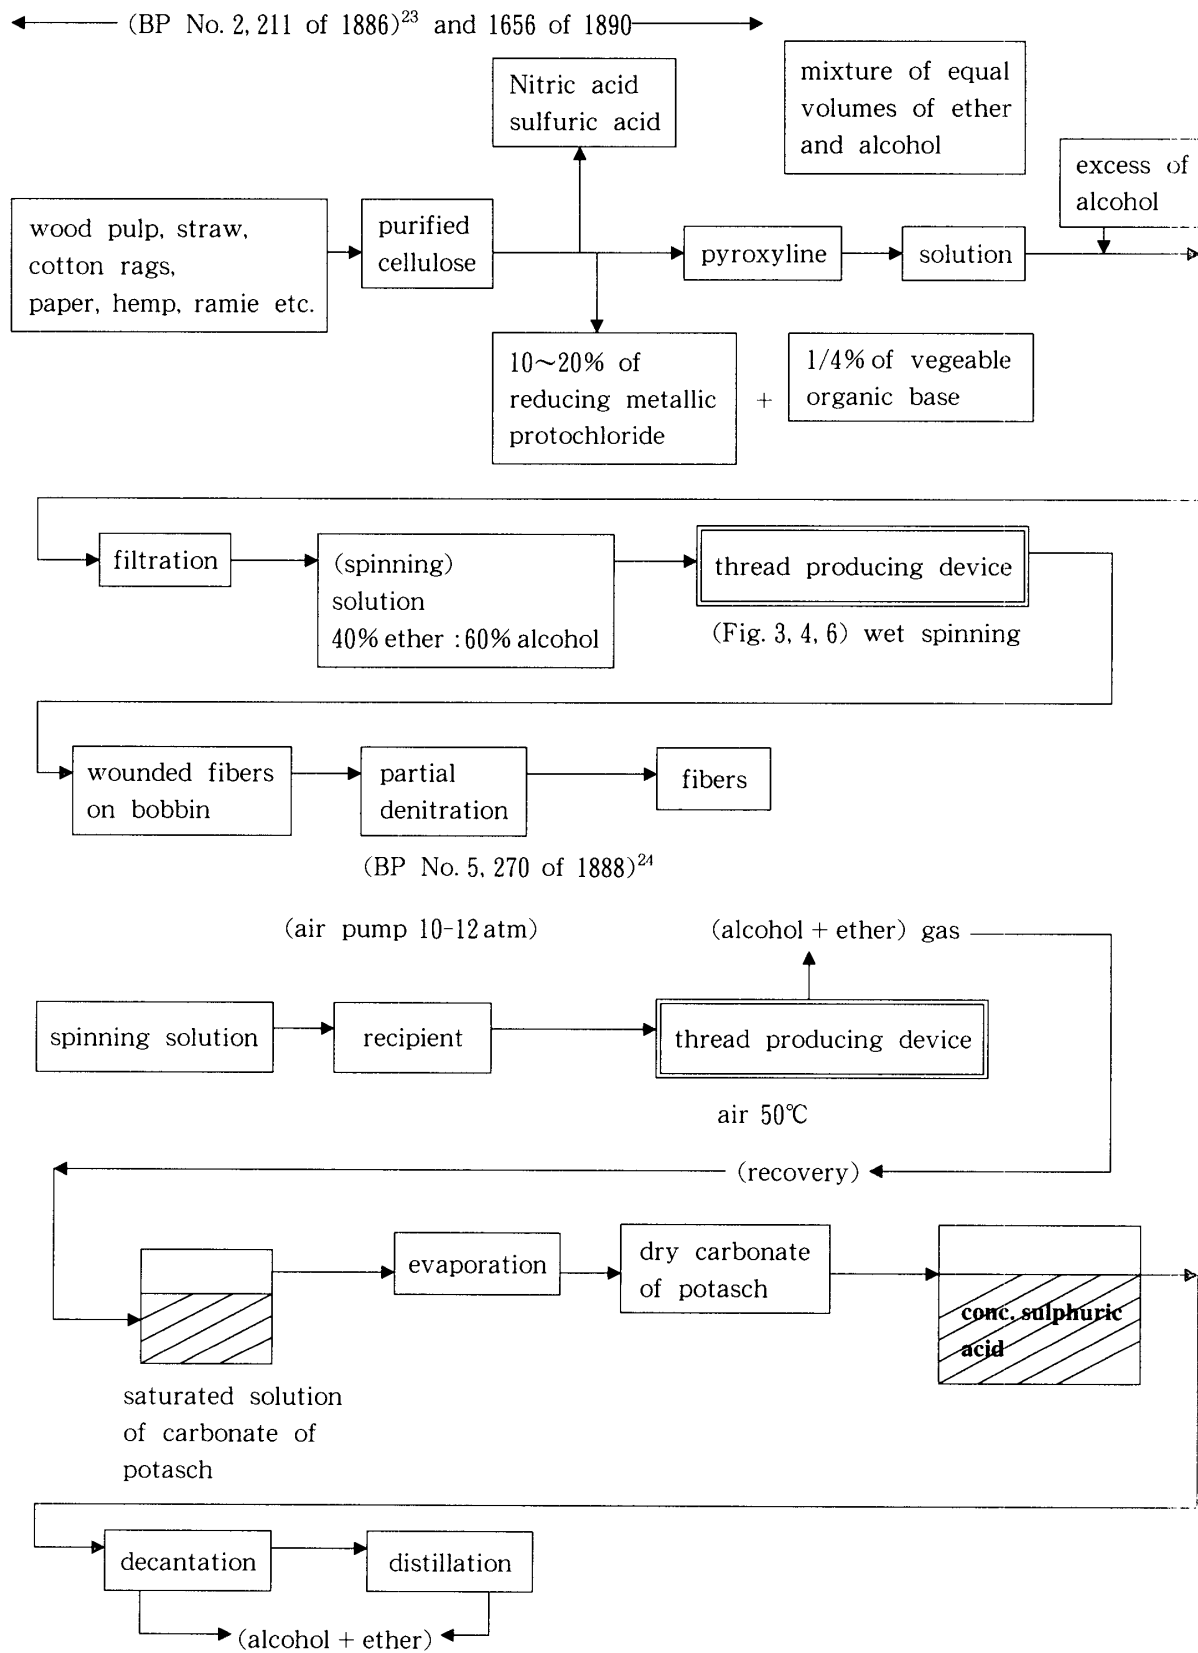 (BP No. 2,211 of 1886)²³ and 1656 of 1890
Nitric acid
sulfuric acid
mixture of equal
volumes of ether
and alcohol
excess of
alcohol
wood pulp, straw,
cotton rags,
paper, hemp, ramie etc.
purified
cellulose
pyroxyline
solution
10~20% of
reducing metallic
protochloride
+
1/4% of vegeable
organic base
filtration
(spinning)
solution
40% ether : 60% alcohol
thread producing device
(Fig. 3, 4, 6) wet spinning
wounded fibers
on bobbin
partial
denitration
fibers
(BP No. 5,270 of 1888)²⁴
(air pump 10-12 atm)
(alcohol + ether) gas
spinning solution
recipient
thread producing device
air 50℃
(recovery)
evaporation
dry carbonate
of potasch
conc. sulphuric
acid
saturated solution
of carbonate of
potasch
decantation
distillation
(alcohol + ether)